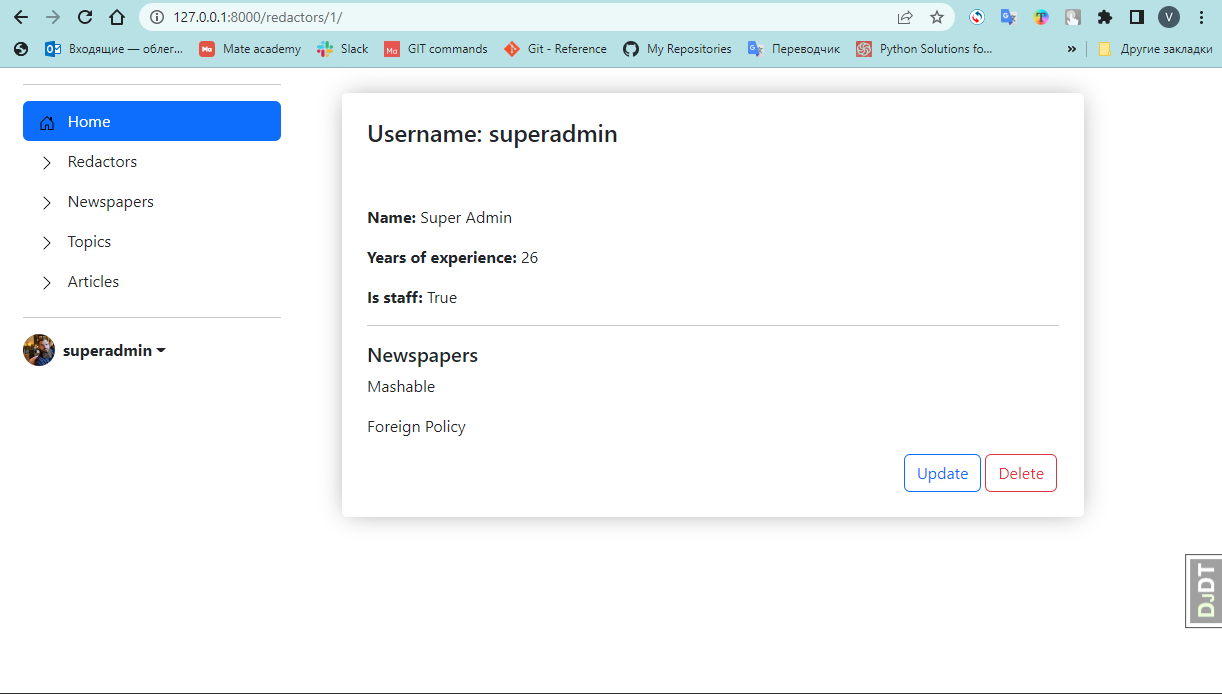 127.0.0.1:8000/redactors/1/
V
Входящие — облег...
Ma
Mate academy
Slack
Ma
GIT commands
Git - Reference
My Repositories
Переводчик
Python Solutions fo...
»
Другие закладки
Home
Redactors
Newspapers
Topics
Articles
superadmin
Username: superadmin
Name: Super Admin
Years of experience: 26
Is staff: True
Newspapers
Mashable
Foreign Policy
Update Delete
DJDT